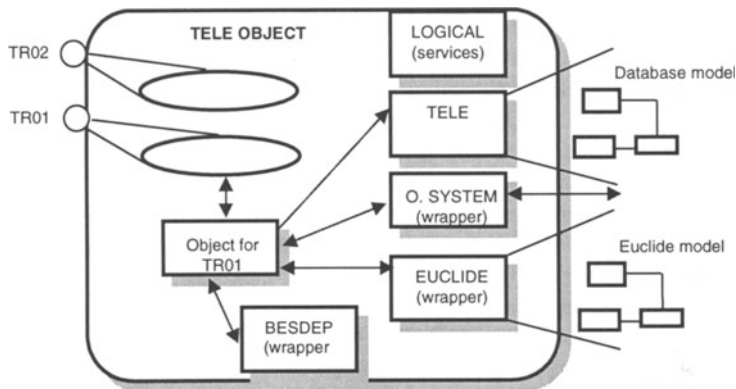 TELE OBJECT
LOGICAL
(services)
TR02
Database model
TR01
TELE
O. SYSTEM
(wrapper)
Object for
TR01
Euclide model
EUCLIDE
(wrapper)
BESDEP
(wrapper